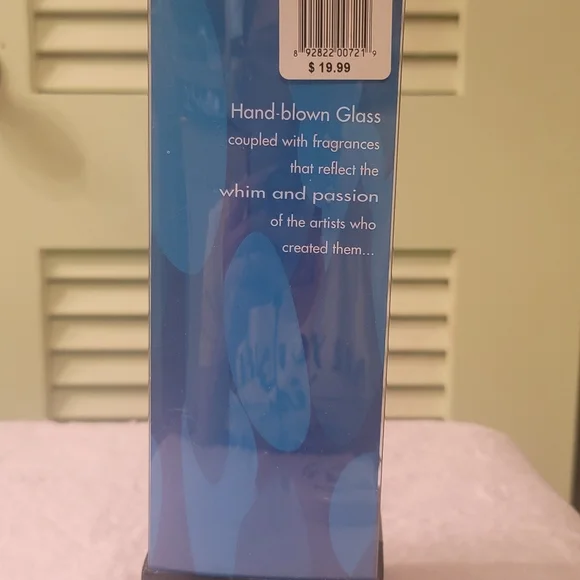 8 92822 00721 9
$ 19.99
Hand-blown Glass
coupled with fragrances
that reflect the
whim and passion
of the artists who
created them...